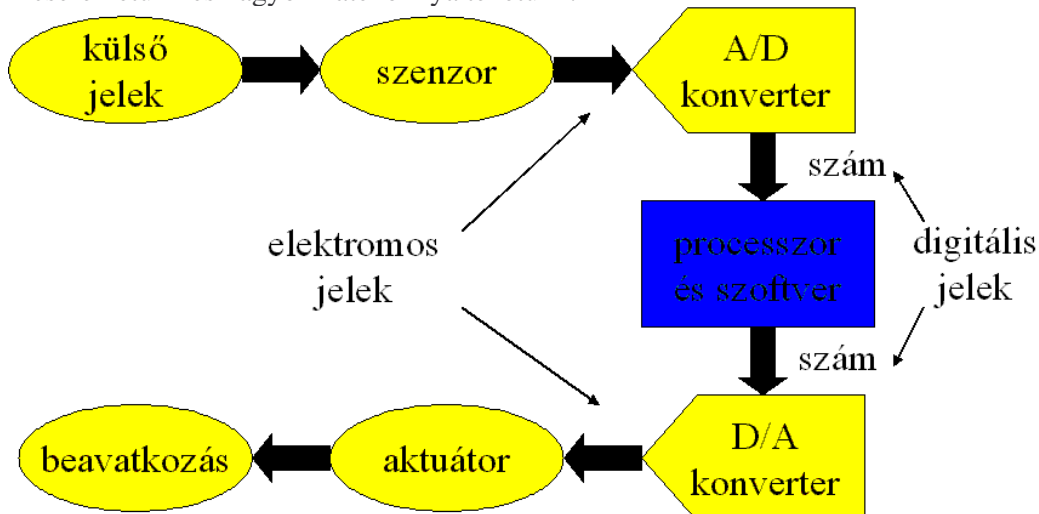 külső
jelek
szenzor
A/D
konverter
szám
elektromos
jelek
processzor
és szoftver
digitális
jelek
szám
beavatkozás
aktuátor
D/A
konverter